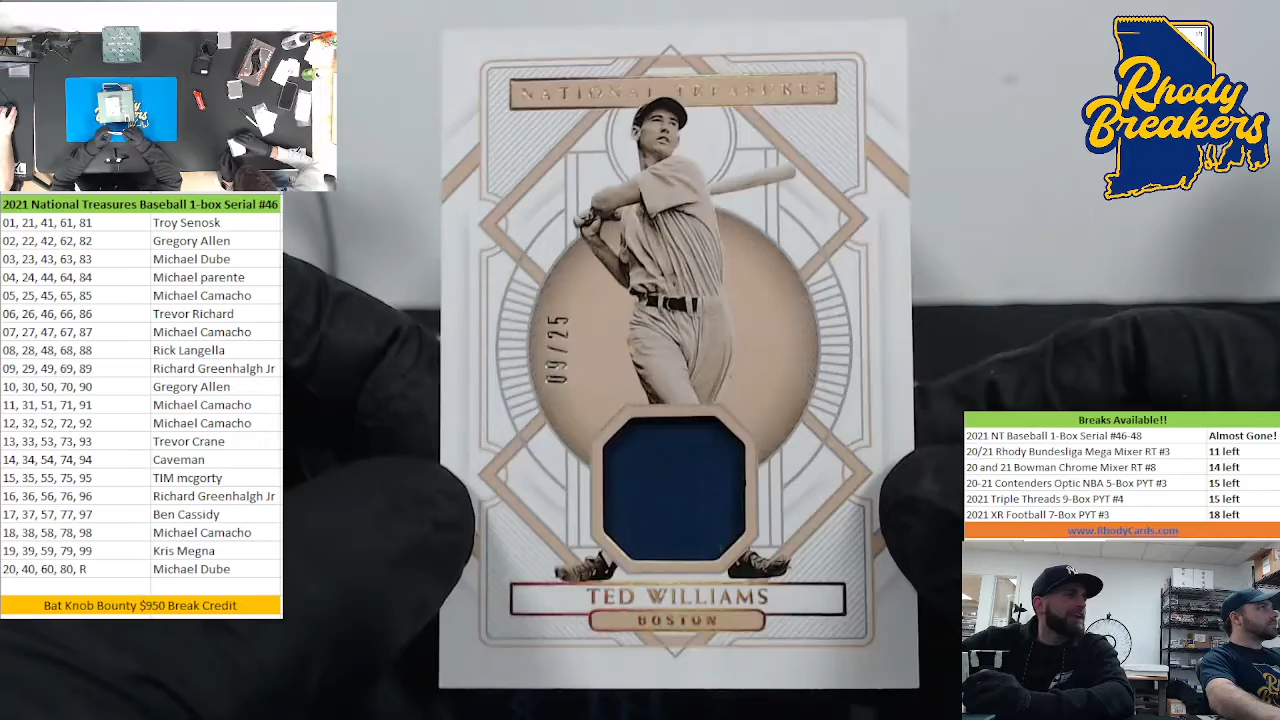 2021 National Treasures Baseball 1-box Serial #46
01, 21, 41, 61, 81 Troy Senosk
02, 22, 42, 62, 82 Gregory Allen
03, 23, 43, 63, 83 Michael Dube
04, 24, 44, 64, 84 Michael parente
05, 25, 45, 65, 85 Michael Camacho
06, 26, 46, 66, 86 Trevor Richard
07, 27, 47, 67, 87 Michael Camacho
08, 28, 48, 68, 88 Rick Langella
09, 29, 49, 69, 89 Richard Greenhalgh Jr
10, 30, 50, 70, 90 Gregory Allen
11, 31, 51, 71, 91 Michael Camacho
12, 32, 52, 72, 92 Michael Camacho
13, 33, 53, 73, 93 Trevor Crane
14, 34, 54, 74, 94 Caveman
15, 35, 55, 75, 95 TIM mcgorty
16, 36, 56, 76, 96 Richard Greenhalgh Jr
17, 37, 57, 77, 97 Ben Cassidy
18, 38, 58, 78, 98 Michael Camacho
19, 39, 59, 79, 99 Kris Megna
20, 40, 60, 80, R Michael Dube
Bat Knob Bounty $950 Break Credit
NATIONAL TREASURES
09/25
TED WILLIAMS
BOSTON
Rhody
Breakers
1/1
Breaks Available!!
2021 NT Baseball 1-Box Serial #46-48 Almost Gone!
20/21 Rhody Bundesliga Mega Mixer RT #3 11 left
20 and 21 Bowman Chrome Mixer RT #8 14 left
20-21 Contenders Optic NBA 5-Box PYT #3 15 left
2021 Triple Threads 9-Box PYT #4 15 left
2021 XR Football 7-Box PYT #3 18 left
www.RhodyCards.com